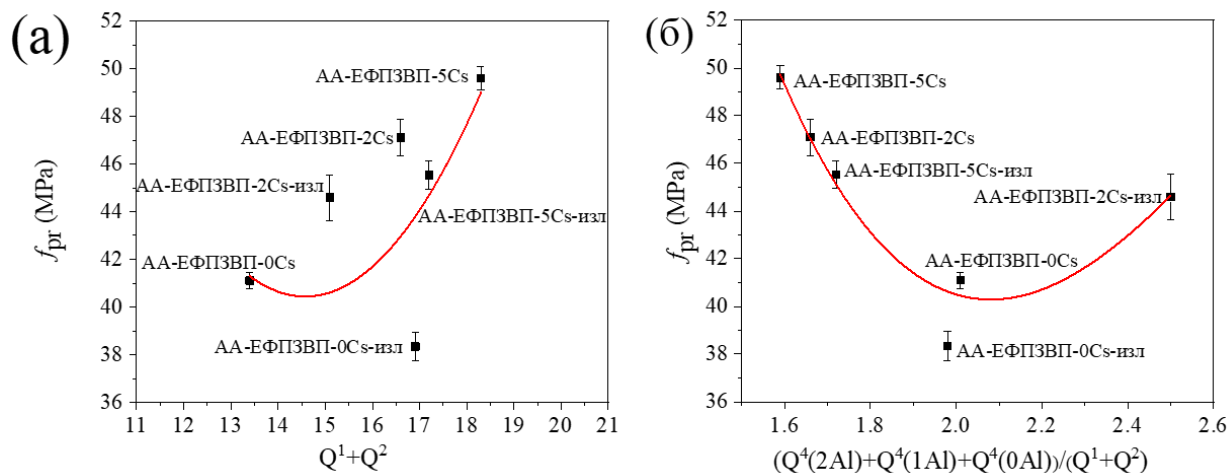 (а)
52
50
48
46
44
42
40
38
36
f_pr (MPa)
АА-ЕФПЗВП-5Cs
АА-ЕФПЗВП-2Cs
АА-ЕФПЗВП-2Cs-изл
АА-ЕФПЗВП-5Cs-изл
АА-ЕФПЗВП-0Cs
АА-ЕФПЗВП-0Cs-изл
11 12 13 14 15 16 17 18 19 20 21
Q¹+Q²
(б)
52
50
48
46
44
42
40
38
36
f_pr (MPa)
АА-ЕФПЗВП-5Cs
АА-ЕФПЗВП-2Cs
АА-ЕФПЗВП-5Cs-изл
АА-ЕФПЗВП-2Cs-изл
АА-ЕФПЗВП-0Cs
АА-ЕФПЗВП-0Cs-изл
1.6 1.8 2.0 2.2 2.4 2.6
(Q⁴(2Al)+Q⁴(1Al)+Q⁴(0Al))/(Q¹+Q²)